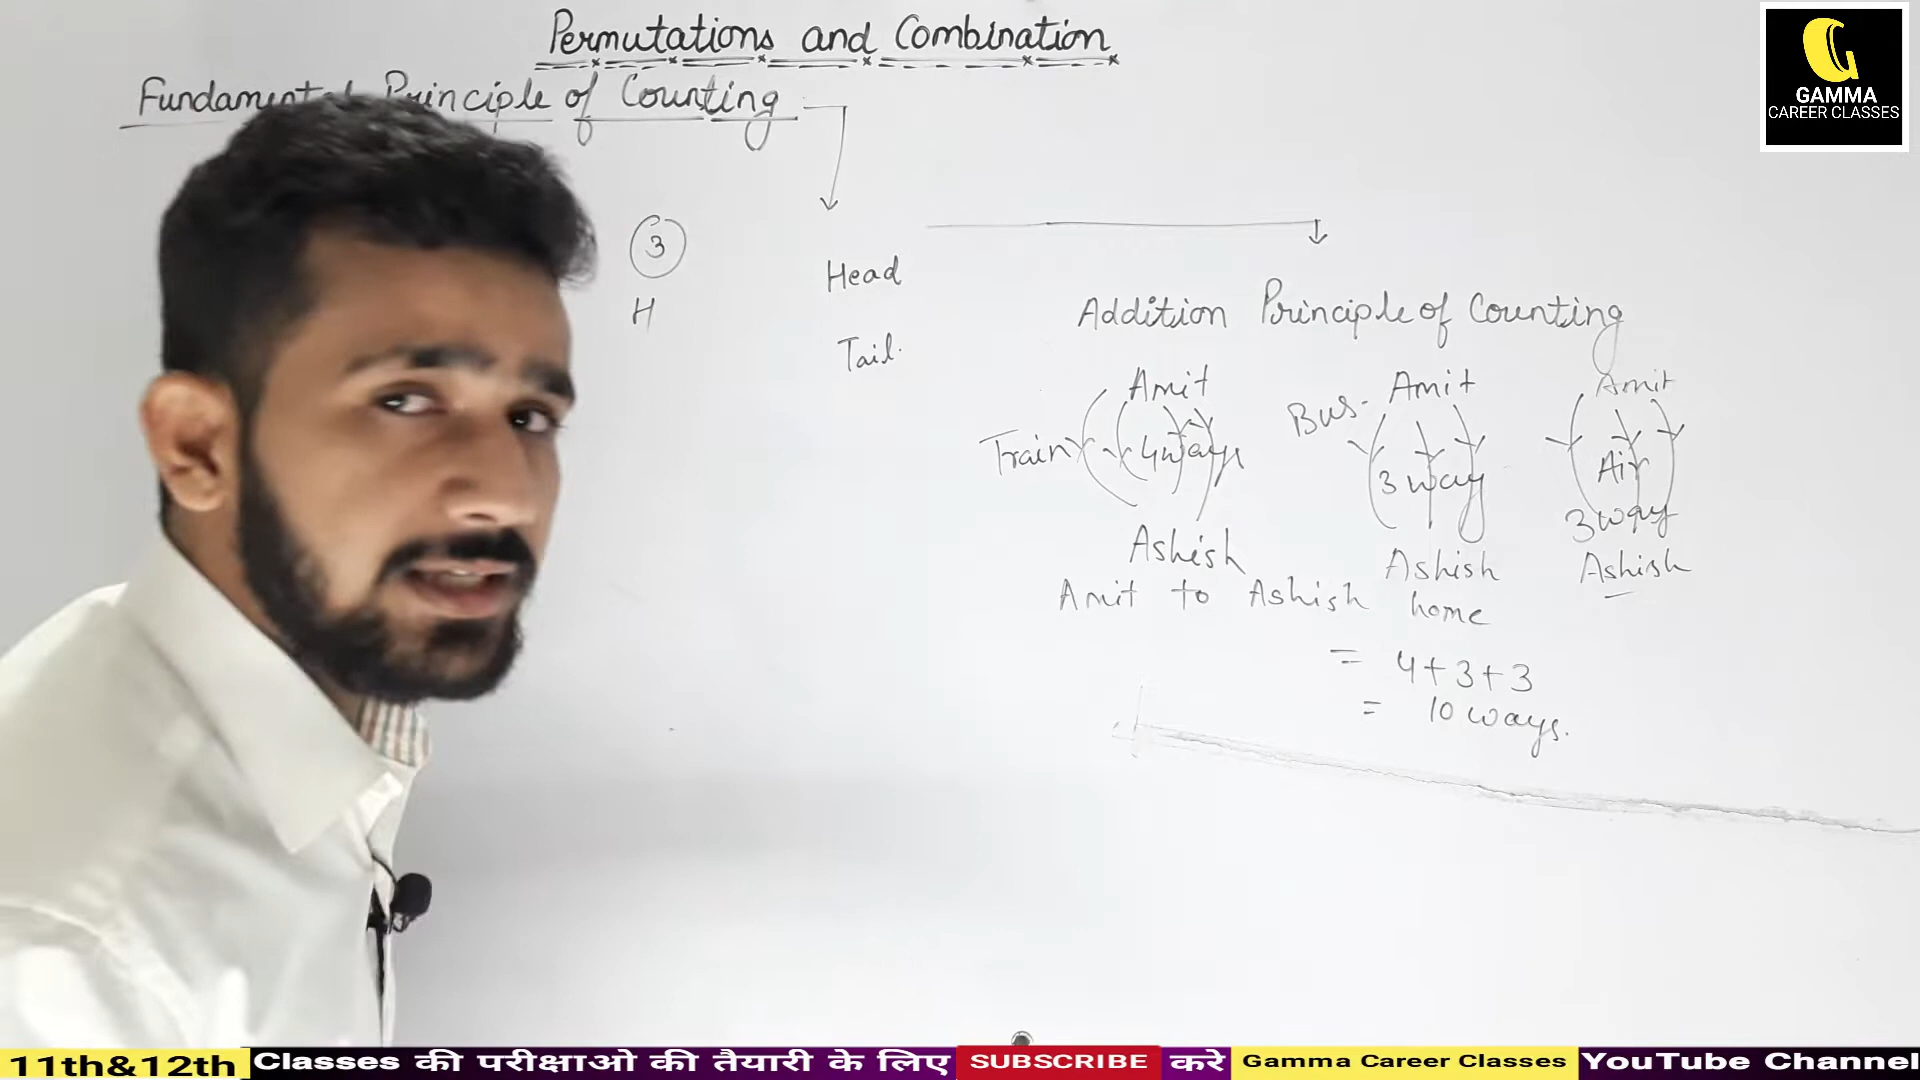 Permutations and Combination
Fundamental Principle of Counting
GAMMA
CAREER CLASSES
3
H
Head
Tail.
Addition Principle of Counting
Amit
Bus-
Amit
Amit
Train
4ways
3 way
Air
3 way
Ashish
Ashish
Ashish
Amit to Ashish home
= 4+3+3
= 10 ways.
11th&12th Classes की परीक्षाओ की तैयारी के लिए SUBSCRIBE करे Gamma Career Classes YouTube Channel